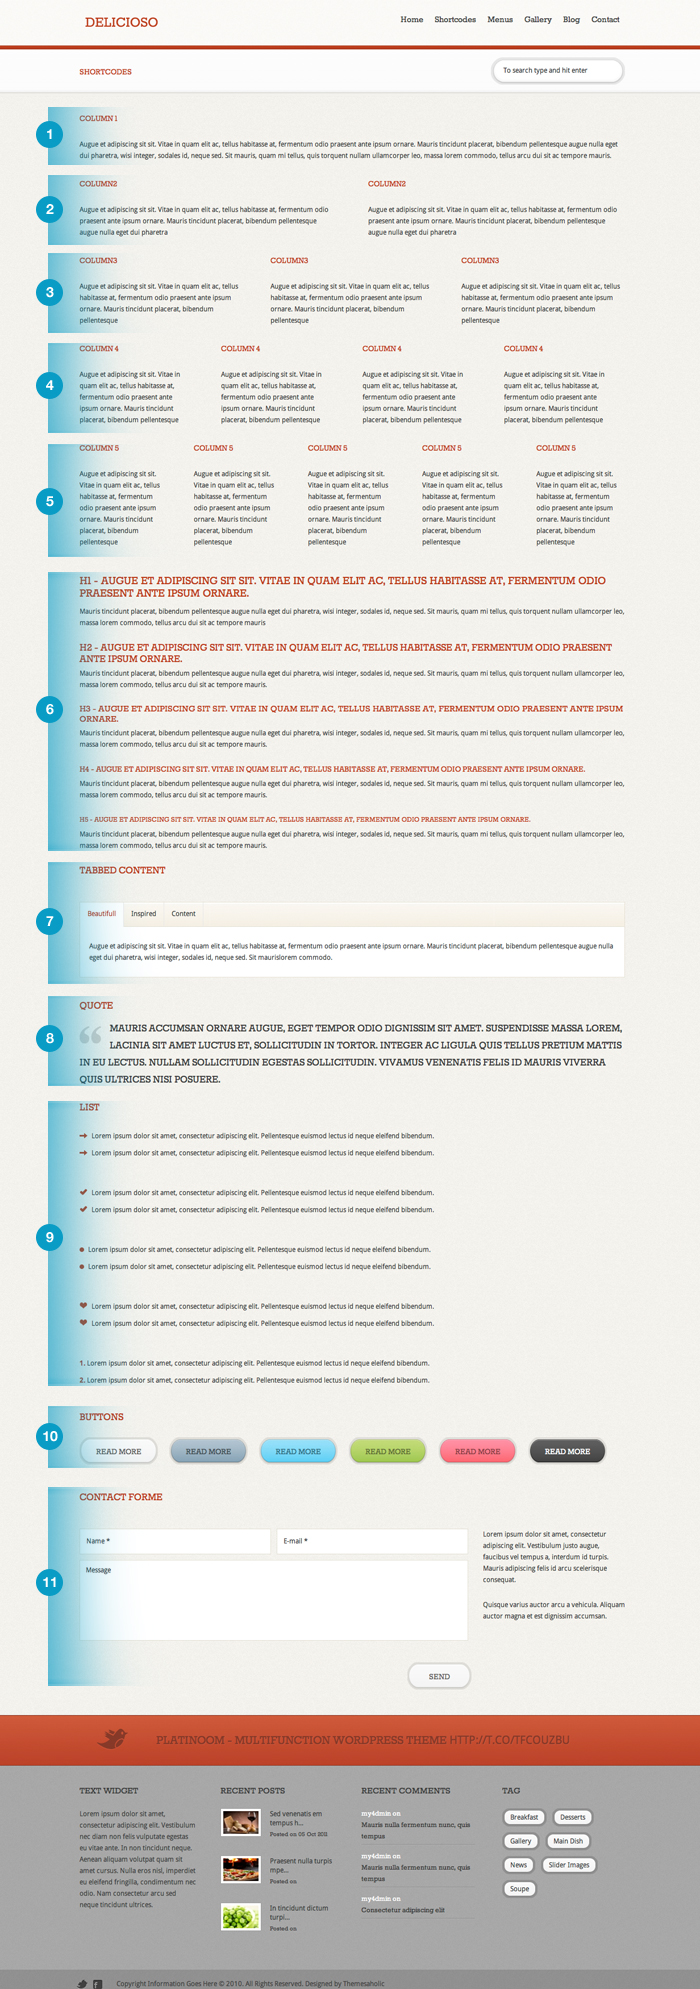 DELICIOSO
Home Shortcodes Menus Gallery Blog Contact
SHORTCODES
To search type and hit enter
1
COLUMN 1
Augue et adipiscing sit sit. Vitae in quam elit ac, tellus habitasse at, fermentum odio praesent ante ipsum ornare. Mauris tincidunt placerat, bibendum pellentesque augue nulla eget
dui pharetra, wisi integer, sodales id, neque sed. Sit mauris, quam mi tellus, quis torquent nullam ullamcorper leo, massa lorem commodo, tellus arcu dui sit ac tempore mauris.
2
COLUMN2
Augue et adipiscing sit sit. Vitae in quam elit ac, tellus habitasse at, fermentum odio
praesent ante ipsum ornare. Mauris tincidunt placerat, bibendum pellentesque
augue nulla eget dui pharetra
COLUMN2
Augue et adipiscing sit sit. Vitae in quam elit ac, tellus habitasse at, fermentum odio
praesent ante ipsum ornare. Mauris tincidunt placerat, bibendum pellentesque
augue nulla eget dui pharetra
3
COLUMN3
Augue et adipiscing sit sit. Vitae in quam elit ac, tellus
habitasse at, fermentum odio praesent ante ipsum
ornare. Mauris tincidunt placerat, bibendum
pellentesque
COLUMN3
Augue et adipiscing sit sit. Vitae in quam elit ac, tellus
habitasse at, fermentum odio praesent ante ipsum
ornare. Mauris tincidunt placerat, bibendum
pellentesque
COLUMN3
Augue et adipiscing sit sit. Vitae in quam elit ac, tellus
habitasse at, fermentum odio praesent ante ipsum
ornare. Mauris tincidunt placerat, bibendum
pellentesque
4
COLUMN 4
Augue et adipiscing sit sit. Vitae in
quam elit ac, tellus habitasse at,
fermentum odio praesent ante
ipsum ornare. Mauris tincidunt
placerat, bibendum pellentesque
COLUMN 4
Augue et adipiscing sit sit. Vitae in
quam elit ac, tellus habitasse at,
fermentum odio praesent ante
ipsum ornare. Mauris tincidunt
placerat, bibendum pellentesque
COLUMN 4
Augue et adipiscing sit sit. Vitae in
quam elit ac, tellus habitasse at,
fermentum odio praesent ante
ipsum ornare. Mauris tincidunt
placerat, bibendum pellentesque
COLUMN 4
Augue et adipiscing sit sit. Vitae in
quam elit ac, tellus habitasse at,
fermentum odio praesent ante
ipsum ornare. Mauris tincidunt
placerat, bibendum pellentesque
5
COLUMN 5
Augue et adipiscing sit sit.
Vitae in quam elit ac, tellus
habitasse at, fermentum
odio praesent ante ipsum
ornare. Mauris tincidunt
placerat, bibendum
pellentesque
COLUMN 5
Augue et adipiscing sit sit.
Vitae in quam elit ac, tellus
habitasse at, fermentum
odio praesent ante ipsum
ornare. Mauris tincidunt
placerat, bibendum
pellentesque
COLUMN 5
Augue et adipiscing sit sit.
Vitae in quam elit ac, tellus
habitasse at, fermentum
odio praesent ante ipsum
ornare. Mauris tincidunt
placerat, bibendum
pellentesque
COLUMN 5
Augue et adipiscing sit sit.
Vitae in quam elit ac, tellus
habitasse at, fermentum
odio praesent ante ipsum
ornare. Mauris tincidunt
placerat, bibendum
pellentesque
COLUMN 5
Augue et adipiscing sit sit.
Vitae in quam elit ac, tellus
habitasse at, fermentum
odio praesent ante ipsum
ornare. Mauris tincidunt
placerat, bibendum
pellentesque
6
H1 - AUGUE ET ADIPISCING SIT SIT. VITAE IN QUAM ELIT AC, TELLUS HABITASSE AT, FERMENTUM ODIO
PRAESENT ANTE IPSUM ORNARE.
Mauris tincidunt placerat, bibendum pellentesque augue nulla eget dui pharetra, wisi integer, sodales id, neque sed. Sit mauris, quam mi tellus, quis torquent nullam ullamcorper leo,
massa lorem commodo, tellus arcu dui sit ac tempore mauris
H2 - AUGUE ET ADIPISCING SIT SIT. VITAE IN QUAM ELIT AC, TELLUS HABITASSE AT, FERMENTUM ODIO PRAESENT
ANTE IPSUM ORNARE.
Mauris tincidunt placerat, bibendum pellentesque augue nulla eget dui pharetra, wisi integer, sodales id, neque sed. Sit mauris, quam mi tellus, quis torquent nullam ullamcorper leo,
massa lorem commodo, tellus arcu dui sit ac tempore mauris.
H3 - AUGUE ET ADIPISCING SIT SIT. VITAE IN QUAM ELIT AC, TELLUS HABITASSE AT, FERMENTUM ODIO PRAESENT ANTE IPSUM
ORNARE.
Mauris tincidunt placerat, bibendum pellentesque augue nulla eget dui pharetra, wisi integer, sodales id, neque sed. Sit mauris, quam mi tellus, quis torquent nullam ullamcorper leo,
massa lorem commodo, tellus arcu dui sit ac tempore mauris.
H4 - AUGUE ET ADIPISCING SIT SIT. VITAE IN QUAM ELIT AC, TELLUS HABITASSE AT, FERMENTUM ODIO PRAESENT ANTE IPSUM ORNARE.
Mauris tincidunt placerat, bibendum pellentesque augue nulla eget dui pharetra, wisi integer, sodales id, neque sed. Sit mauris, quam mi tellus, quis torquent nullam ullamcorper leo,
massa lorem commodo, tellus arcu dui sit ac tempore mauris.
H5 - AUGUE ET ADIPISCING SIT SIT. VITAE IN QUAM ELIT AC, TELLUS HABITASSE AT, FERMENTUM ODIO PRAESENT ANTE IPSUM ORNARE.
Mauris tincidunt placerat, bibendum pellentesque augue nulla eget dui pharetra, wisi integer, sodales id, neque sed. Sit mauris, quam mi tellus, quis torquent nullam ullamcorper leo,
massa lorem commodo, tellus arcu dui sit ac tempore mauris.
7
TABBED CONTENT
Beautifull Inspired Content
Augue et adipiscing sit sit. Vitae in quam elit ac, tellus habitasse at, fermentum odio praesent ante ipsum ornare. Mauris tincidunt placerat, bibendum pellentesque augue nulla
eget dui pharetra, wisi integer, sodales id, neque sed. Sit maurislorem commodo.
8
QUOTE
“ MAURIS ACCUMSAN ORNARE AUGUE, EGET TEMPOR ODIO DIGNISSIM SIT AMET. SUSPENDISSE MASSA LOREM,
LACINIA SIT AMET LUCTUS ET, SOLLICITUDIN IN TORTOR. INTEGER AC LIGULA QUIS TELLUS PRETIUM MATTIS
IN EU LECTUS. NULLAM SOLLICITUDIN EGESTAS SOLLICITUDIN. VIVAMUS VENENATIS FELIS ID MAURIS VIVERRA
QUIS ULTRICES NISI POSUERE.
9
LIST
Lorem ipsum dolor sit amet, consectetur adipiscing elit. Pellentesque euismod lectus id neque eleifend bibendum.
Lorem ipsum dolor sit amet, consectetur adipiscing elit. Pellentesque euismod lectus id neque eleifend bibendum.
Lorem ipsum dolor sit amet, consectetur adipiscing elit. Pellentesque euismod lectus id neque eleifend bibendum.
Lorem ipsum dolor sit amet, consectetur adipiscing elit. Pellentesque euismod lectus id neque eleifend bibendum.
Lorem ipsum dolor sit amet, consectetur adipiscing elit. Pellentesque euismod lectus id neque eleifend bibendum.
Lorem ipsum dolor sit amet, consectetur adipiscing elit. Pellentesque euismod lectus id neque eleifend bibendum.
Lorem ipsum dolor sit amet, consectetur adipiscing elit. Pellentesque euismod lectus id neque eleifend bibendum.
Lorem ipsum dolor sit amet, consectetur adipiscing elit. Pellentesque euismod lectus id neque eleifend bibendum.
1. Lorem ipsum dolor sit amet, consectetur adipiscing elit. Pellentesque euismod lectus id neque eleifend bibendum.
2. Lorem ipsum dolor sit amet, consectetur adipiscing elit. Pellentesque euismod lectus id neque eleifend bibendum.
10
BUTTONS
READ MORE READ MORE READ MORE READ MORE READ MORE READ MORE
11
CONTACT FORME
Name * E-mail *
Message
Lorem ipsum dolor sit amet, consectetur
adipiscing elit. Vestibulum justo augue,
faucibus vel tempus a, interdum id turpis.
Mauris adipiscing felis id arcu scelerisque
consequat.
Quisque varius auctor arcu a vehicula. Aliquam
auctor magna et est dignissim accumsan.
SEND
PLATINOOM - MULTIFUNCTION WORDPRESS THEME HTTP://T.CO/TFCOUZBU
TEXT WIDGET
Lorem ipsum dolor sit amet,
consectetur adipiscing elit. Vestibulum
nec diam non felis vulputate egestas
eu vitae ante. In non tincidunt neque.
Aenean aliquam volutpat quam sit
amet cursus. Nulla eros nisl, imperdiet
eu eleifend fringilla, condimentum nec
odio. Nam consectetur arcu sed
neque tincidunt ultrices.
RECENT POSTS
Sed venenatis em
tempus h...
Posted on 05 Oct 2011
Praesent nulla turpis
mpe...
Posted on
In tincidunt dictum
turpi...
Posted on
RECENT COMMENTS
my4dmin on
Mauris nulla fermentum nunc, quis
tempus
my4dmin on
Mauris nulla fermentum nunc, quis
tempus
my4dmin on
Consectetur adipiscing elit
TAG
Breakfast Desserts
Gallery Main Dish
News Slider Images
Soupe
f
Copyright Information Goes Here © 2010. All Rights Reserved. Designed by Themesaholic